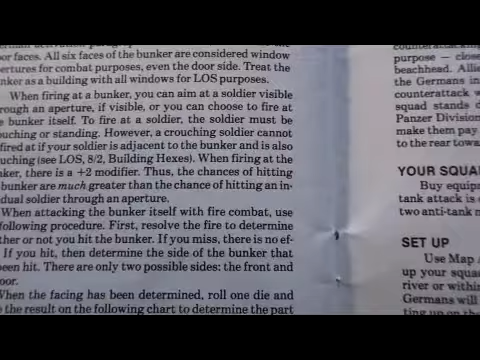 oor faces. All six faces of the bunker are considered window
ertures for combat purposes, even the door side. Treat the
nker as a building with all windows for LOS purposes.
When firing at a bunker, you can aim at a soldier visible
rough an aperture, if visible, or you can choose to fire at
e bunker itself. To fire at a soldier, the soldier must be
ouching or standing. However, a crouching soldier cannot
fired at if your soldier is adjacent to the bunker and is also
uching (see LOS, 8/2, Building Hexes). When firing at the
ker, there is a +2 modifier. Thus, the chances of hitting
bunker are much greater than the chance of hitting an in-
dual soldier through an aperture.
When attacking the bunker itself with fire combat, use
following procedure. First, resolve the fire to determine
ther or not you hit the bunker. If you miss, there is no ef-
If you hit, then determine the side of the bunker that
een hit. There are only two possible sides: the front and
oor.
When the facing has been determined, roll one die and
e the result on the following chart to determine the part
counterattacking
purpose — close
beachhead. Allie
the Germans in
counterattack w
squad stands d
Panzer Division
make them pay
to the rear towa
YOUR SQUA
Buy equip
tank attack is
two anti-tank m
SET UP
Use Map
up your squa
river or within
Germans will
ting up on the